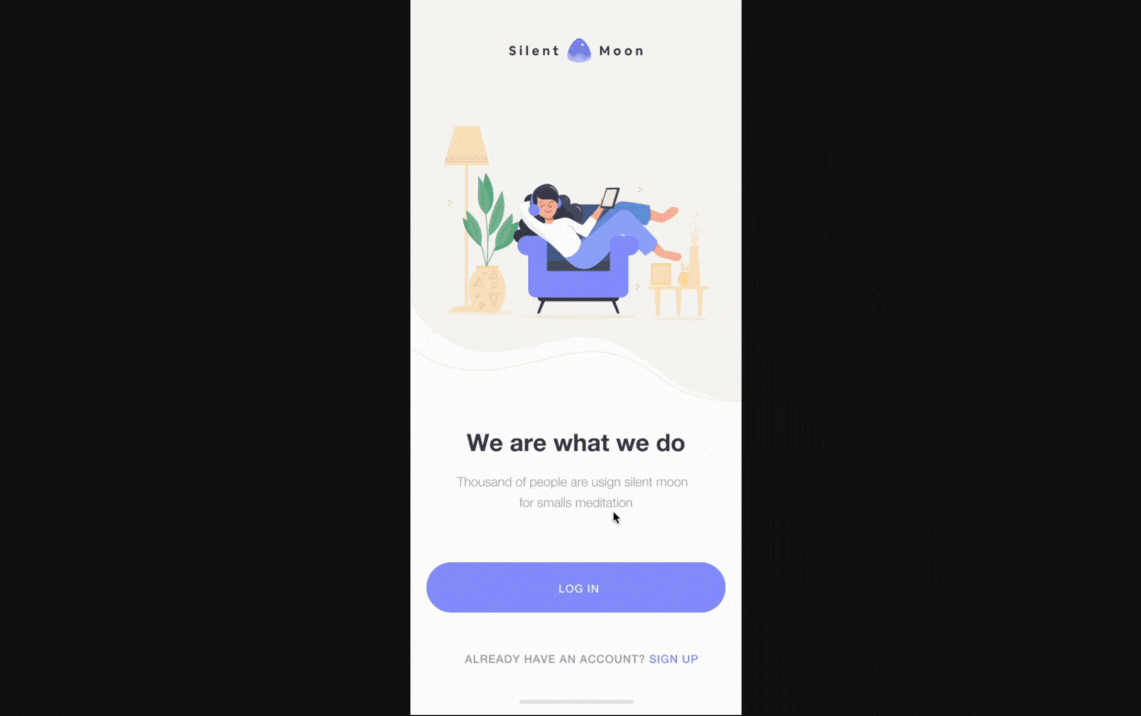 Silent Moon
We are what we do
Thousand of people are usign silent moon
for smalls meditation
LOG IN
ALREADY HAVE AN ACCOUNT? SIGN UP